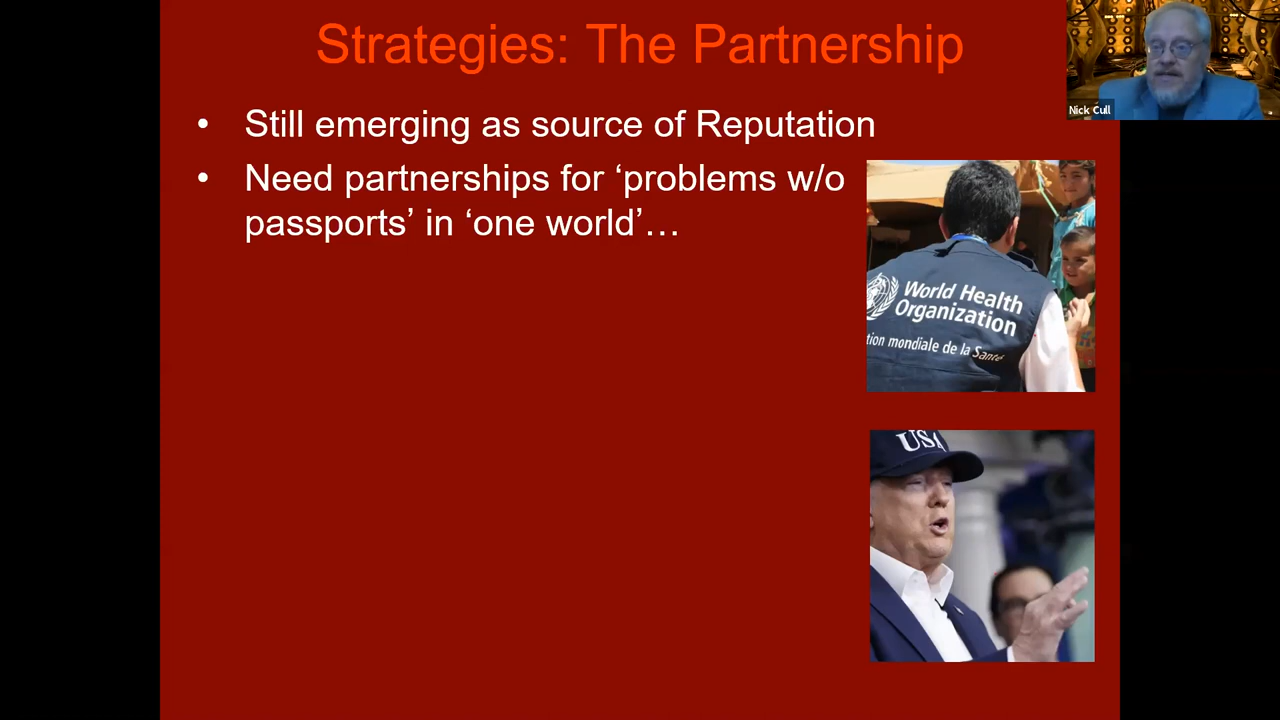 Strategies: The Partnership
Nick Cull
• Still emerging as source of Reputation
• Need partnerships for ‘problems w/o
passports’ in ‘one world’…
World Health
Organization
tion mondiale de la Santé
USA